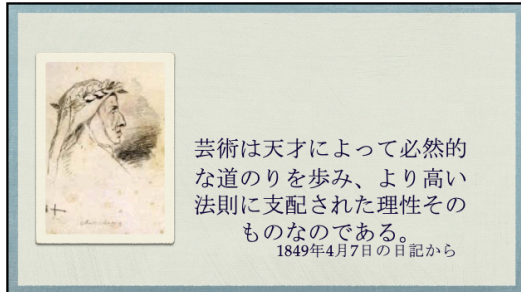 芸術は天才によって必然的
な道のりを歩み、より高い
法則に支配された理性その
ものなのである。
1849年4月7日の日記から